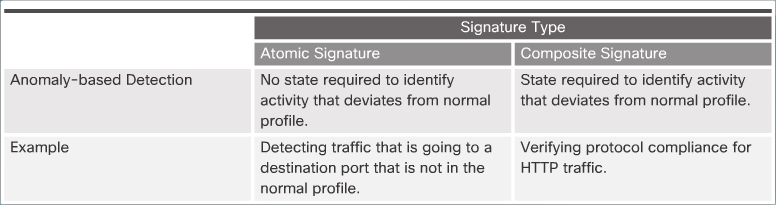 Signature Type
Atomic Signature Composite Signature
Anomaly-based Detection
No state required to identify
activity that deviates from normal
profile.
State required to identify activity
that deviates from normal profile.
Example
Detecting traffic that is going to a
destination port that is not in the
normal profile.
Verifying protocol compliance for
HTTP traffic.